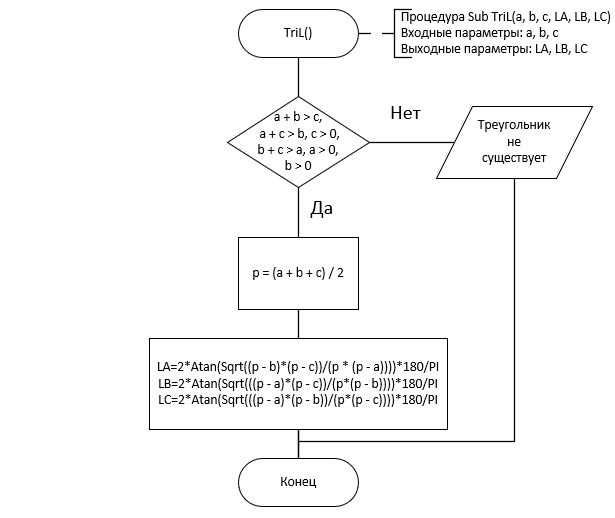 TriL()
Процедура Sub TriL(a, b, c, LA, LB, LC)
Входные параметры: a, b, c
Выходные параметры: LA, LB, LC
a + b > c,
a + c > b, c > 0,
b + c > a, a > 0,
b > 0
Нет
Треугольник
не
существует
Да
p = (a + b + c) / 2
LA=2*Atan(Sqrt((p - b)*(p - c))/(p * (p - a))))*180/PI
LB=2*Atan(Sqrt(((p - a)*(p - c))/(p*(p - b))))*180/PI
LC=2*Atan(Sqrt(((p - a)*(p - b))/(p*(p - c))))*180/PI
Конец